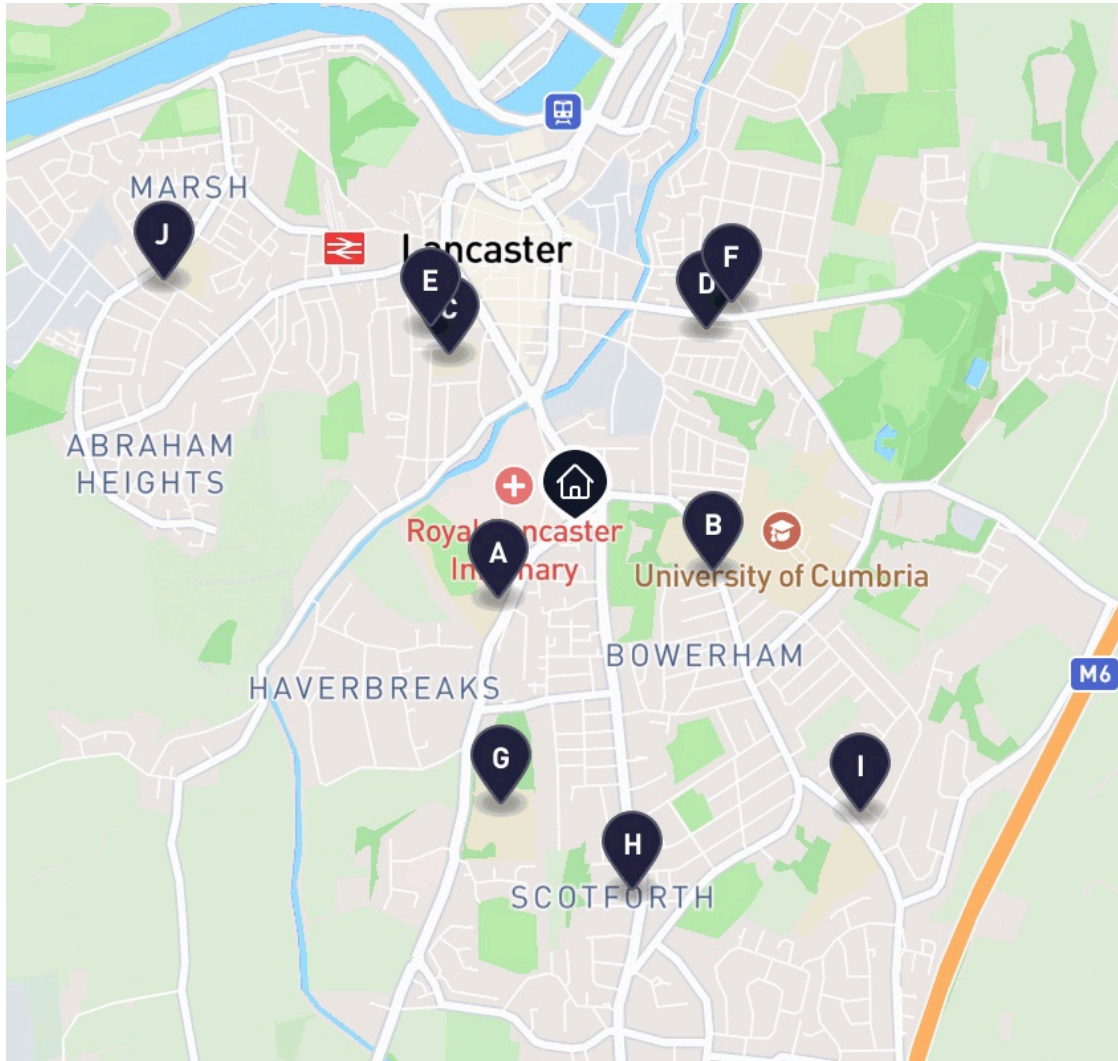 MARSH
J
Lancaster
E
C
F
D
ABRAHAM
HEIGHTS
Royal Lancaster
Infirmary
A
B
University of Cumbria
BOWERHAM
HAVERBREAKS
M6
G
I
H
SCOTFORTH